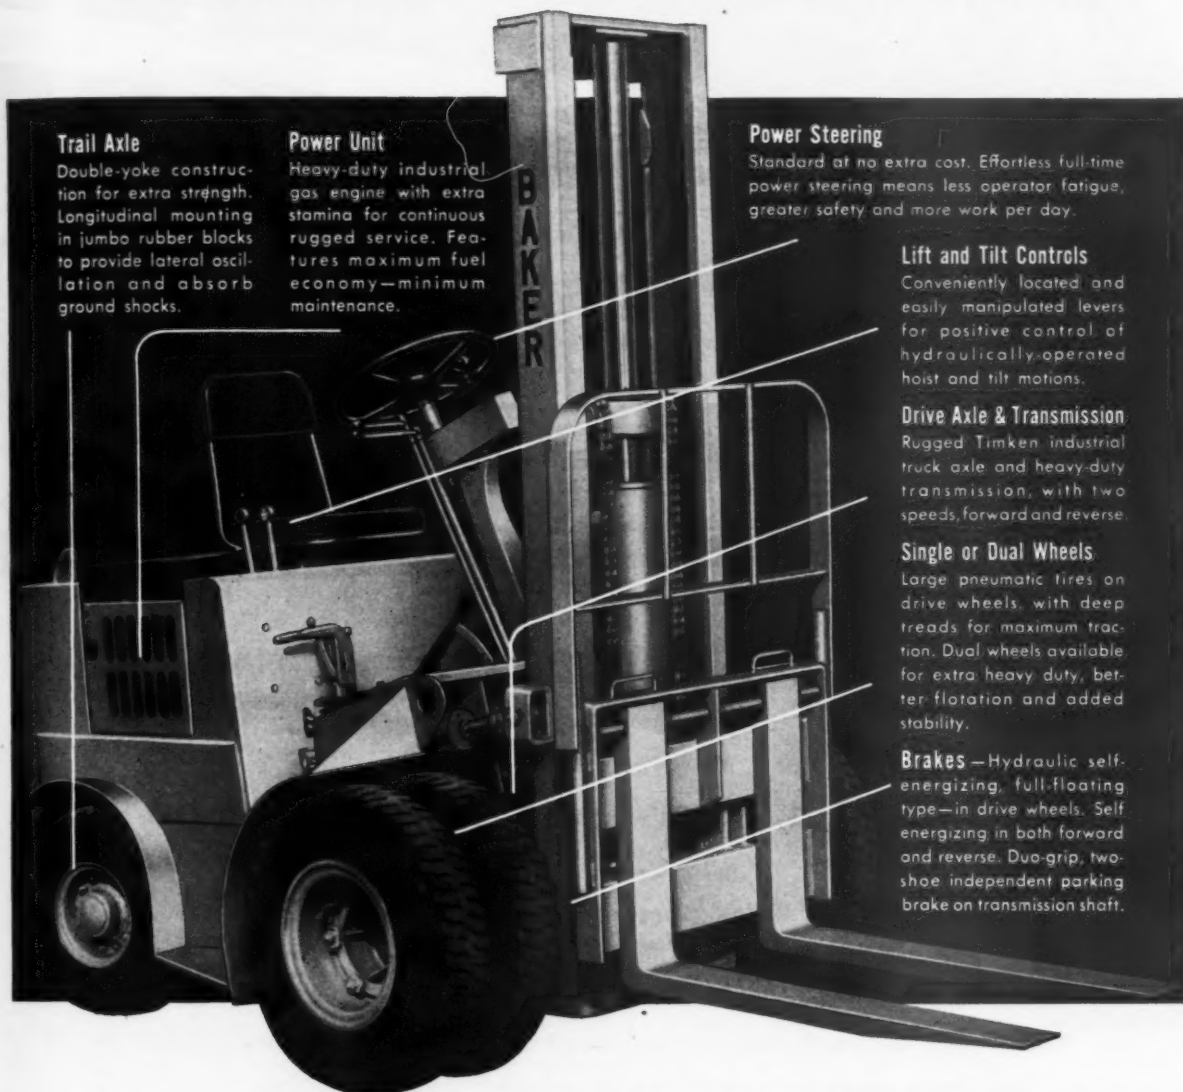 Trail Axle
Double-yoke construc-
tion for extra strength.
Longitudinal mounting
in jumbo rubber blocks
to provide lateral oscil-
lation and absorb
ground shocks.
Power Unit
Heavy-duty industrial
gas engine with extra
stamina for continuous
rugged service. Fea-
tures maximum fuel
economy—minimum
maintenance.
BAKER
Power Steering
Standard at no extra cost. Effortless full-time
power steering means less operator fatigue,
greater safety and more work per day.
Lift and Tilt Controls
Conveniently located and
easily manipulated levers
for positive control of
hydraulically-operated
hoist and tilt motions.
Drive Axle & Transmission
Rugged Timken industrial
truck axle and heavy-duty
transmission, with two
speeds, forward and reverse.
Single or Dual Wheels
Large pneumatic tires on
drive wheels, with deep
treads for maximum trac-
tion. Dual wheels available
for extra heavy duty, bet-
ter flotation and added
stability.
Brakes—Hydraulic self-
energizing, full-floating
type—in drive wheels. Self
energizing in both forward
and reverse. Duo-grip, two-
shoe independent parking
brake on transmission shaft.